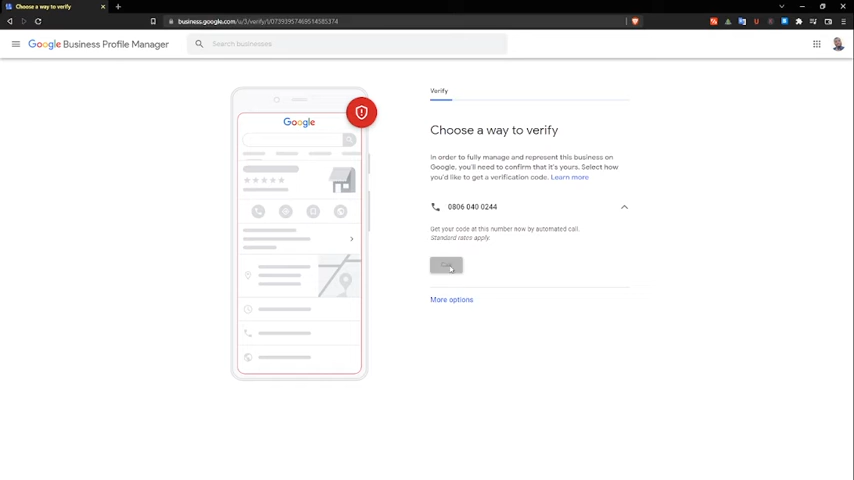 Choose a way to verify
business.google.com/u/3/verify/l/07393957469514585374
Google Business Profile Manager
Search businesses
Verify
Choose a way to verify
In order to fully manage and represent this business on
Google, you'll need to confirm that it's yours. Select how
you'd like to get a verification code. Learn more
0806 040 0244
Get your code at this number now by automated call.
Standard rates apply.
More options
Google